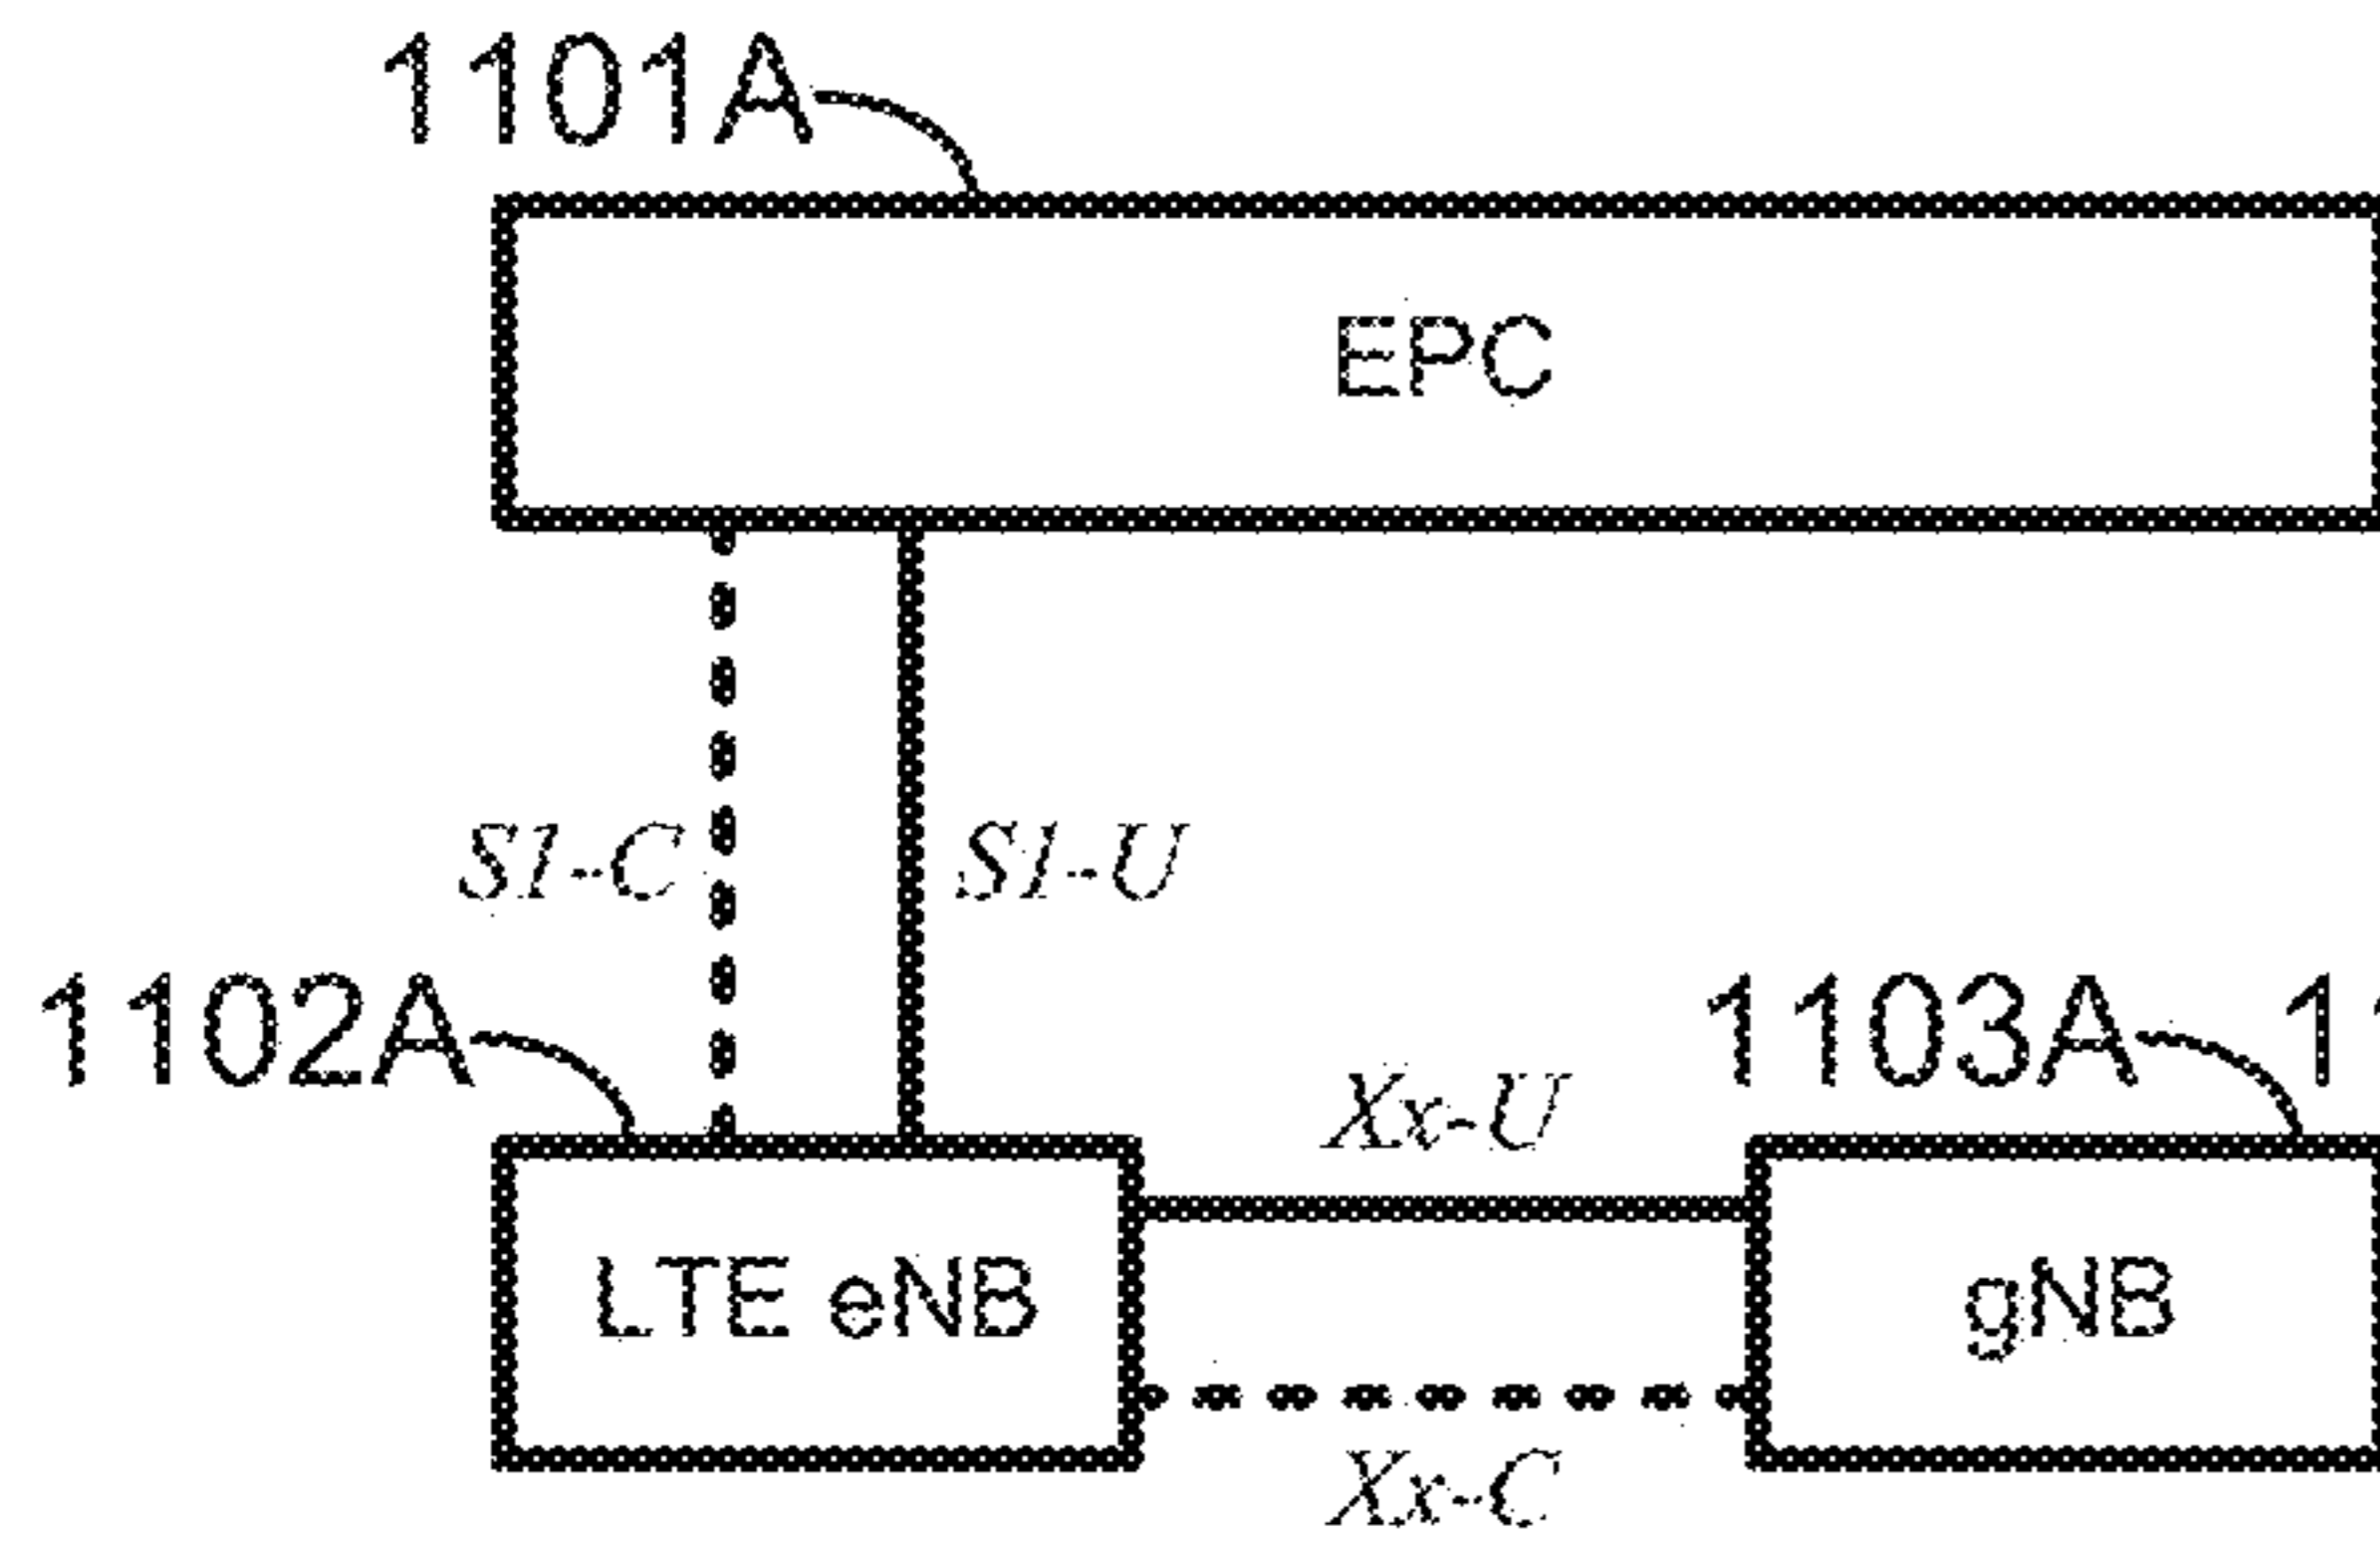 1101A
EPC
S1-C S1-U
1102A 1103A
Xx-U
LTE eNB gNB
Xx-C